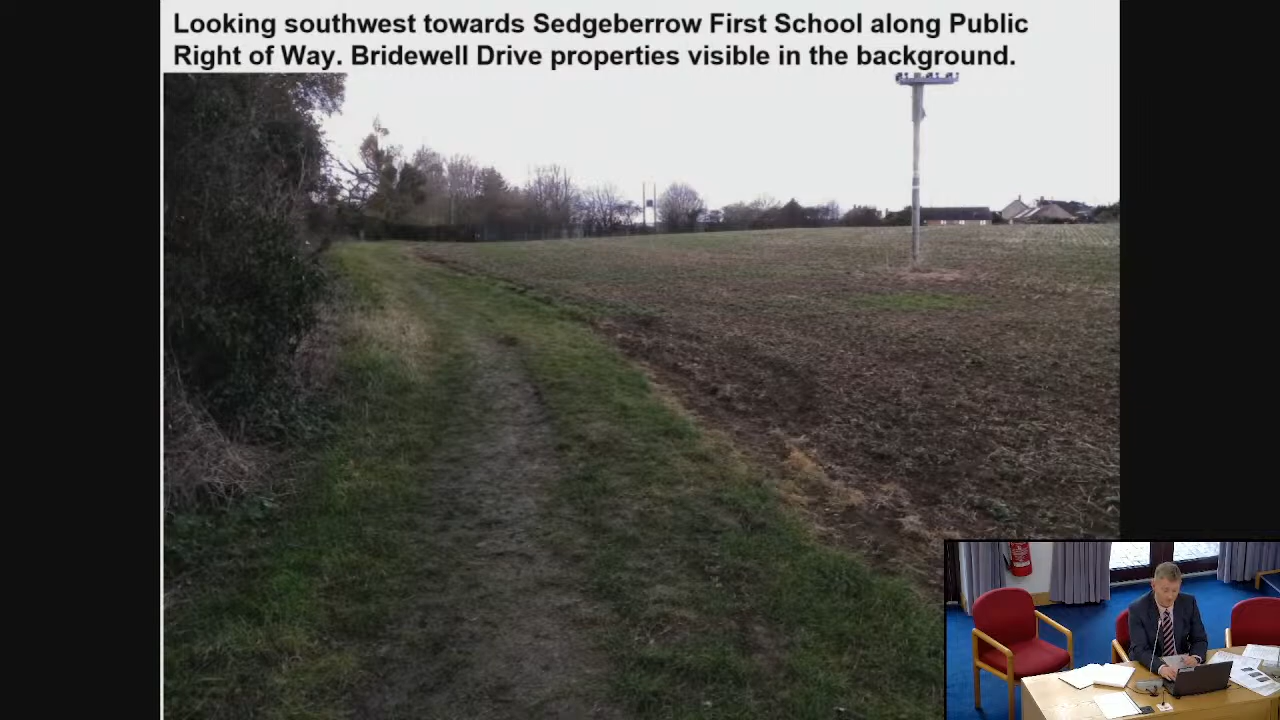 Looking southwest towards Sedgeberrow First School along Public
Right of Way. Bridewell Drive properties visible in the background.